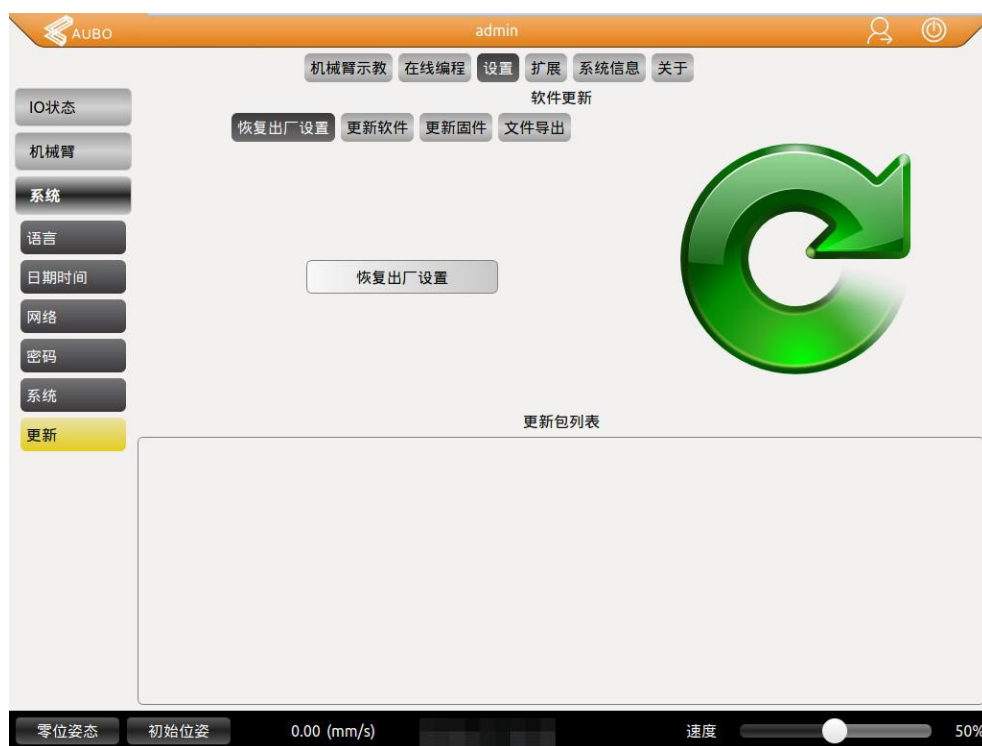 AUBO
admin
机械臂示教 在线编程 设置 扩展 系统信息 关于
软件更新
恢复出厂设置 更新软件 更新固件 文件导出
IO状态
机械臂
系统
语言
日期时间
网络
密码
系统
更新
恢复出厂设置
更新包列表
零位姿态 初始位姿 0.00 (mm/s) 速度 50%